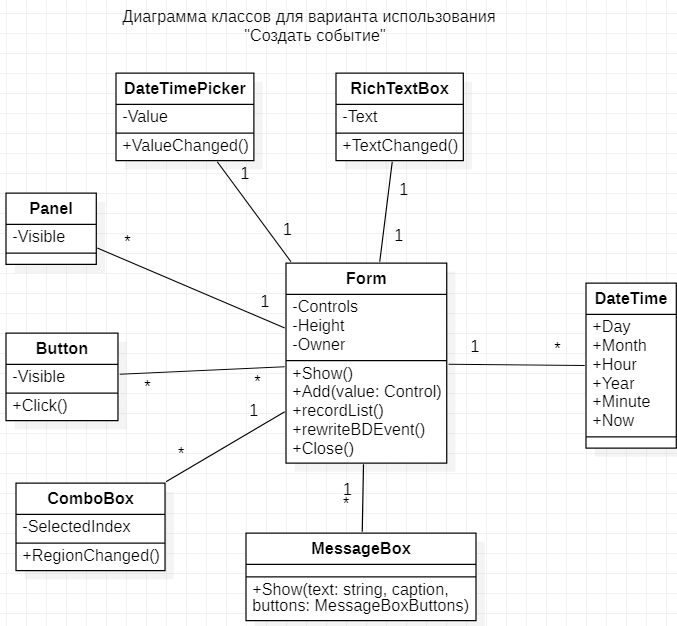 Диаграмма классов для варианта использования
"Создать событие"
DateTimePicker
-Value
+ValueChanged()
RichTextBox
-Text
+TextChanged()
1
1
1
1
Panel
-Visible
*
1
Form
-Controls
-Height
-Owner
+Show()
+Add(value: Control)
+recordList()
+rewriteBDEvent()
+Close()
DateTime
+Day
+Month
+Hour
+Year
+Minute
+Now
1
*
Button
-Visible
+Click()
*
*
1
*
ComboBox
-SelectedIndex
+RegionChanged()
1
*
MessageBox
+Show(text: string, caption,
buttons: MessageBoxButtons)